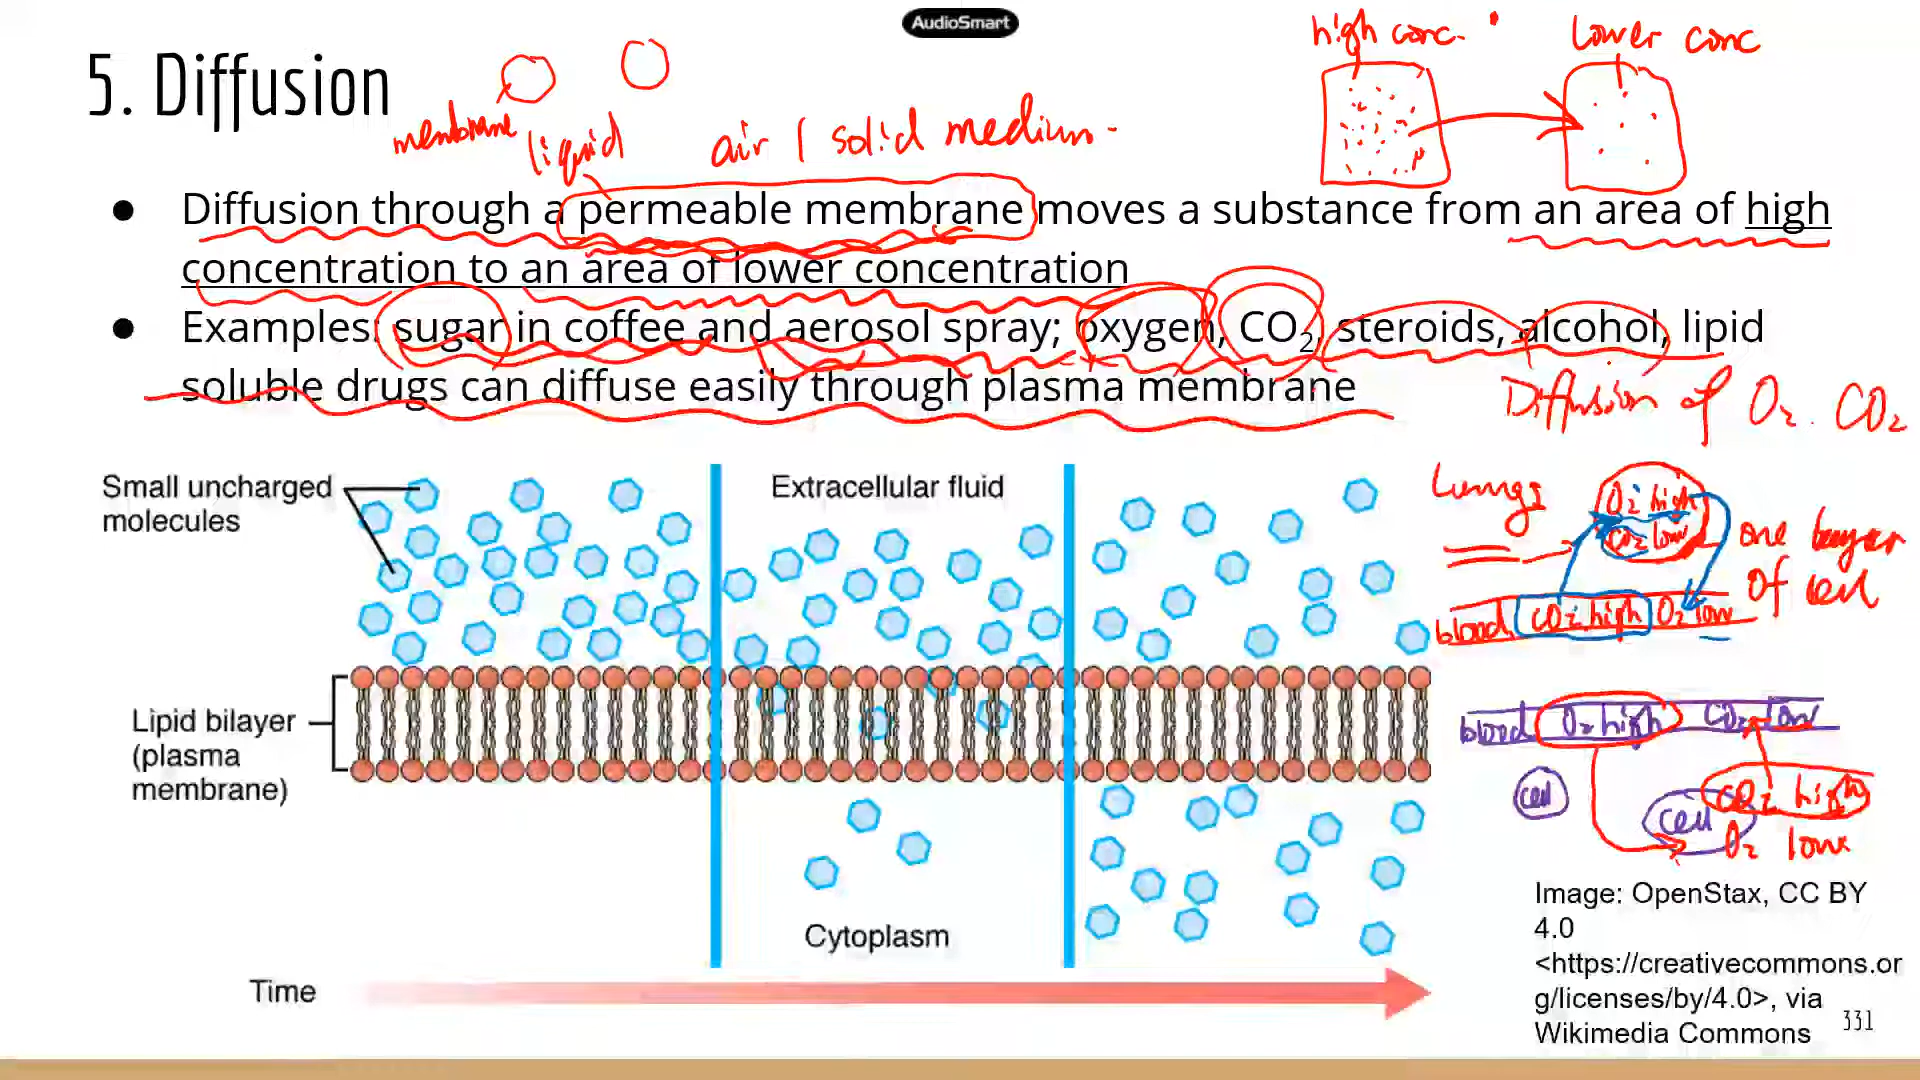 AudioSmart
high conc.
lower conc
5. Diffusion
membrane
liquid
air / solid medium.
● Diffusion through a permeable membrane moves a substance from an area of high
concentration to an area of lower concentration
● Examples: sugar in coffee and aerosol spray; oxygen, CO2, steroids, alcohol, lipid
soluble drugs can diffuse easily through plasma membrane
Diffusion of O2. CO2
Small uncharged
molecules
Extracellular fluid
Lungs
O2 high
CO2 low
one layer
of cell
blood CO2 high O2 low
Lipid bilayer
(plasma
membrane)
blood O2 high CO2 low
cell
CO2 high
cell
O2 low
Cytoplasm
Time
Image: OpenStax, CC BY
4.0
<https://creativecommons.or
g/licenses/by/4.0>, via
Wikimedia Commons
331